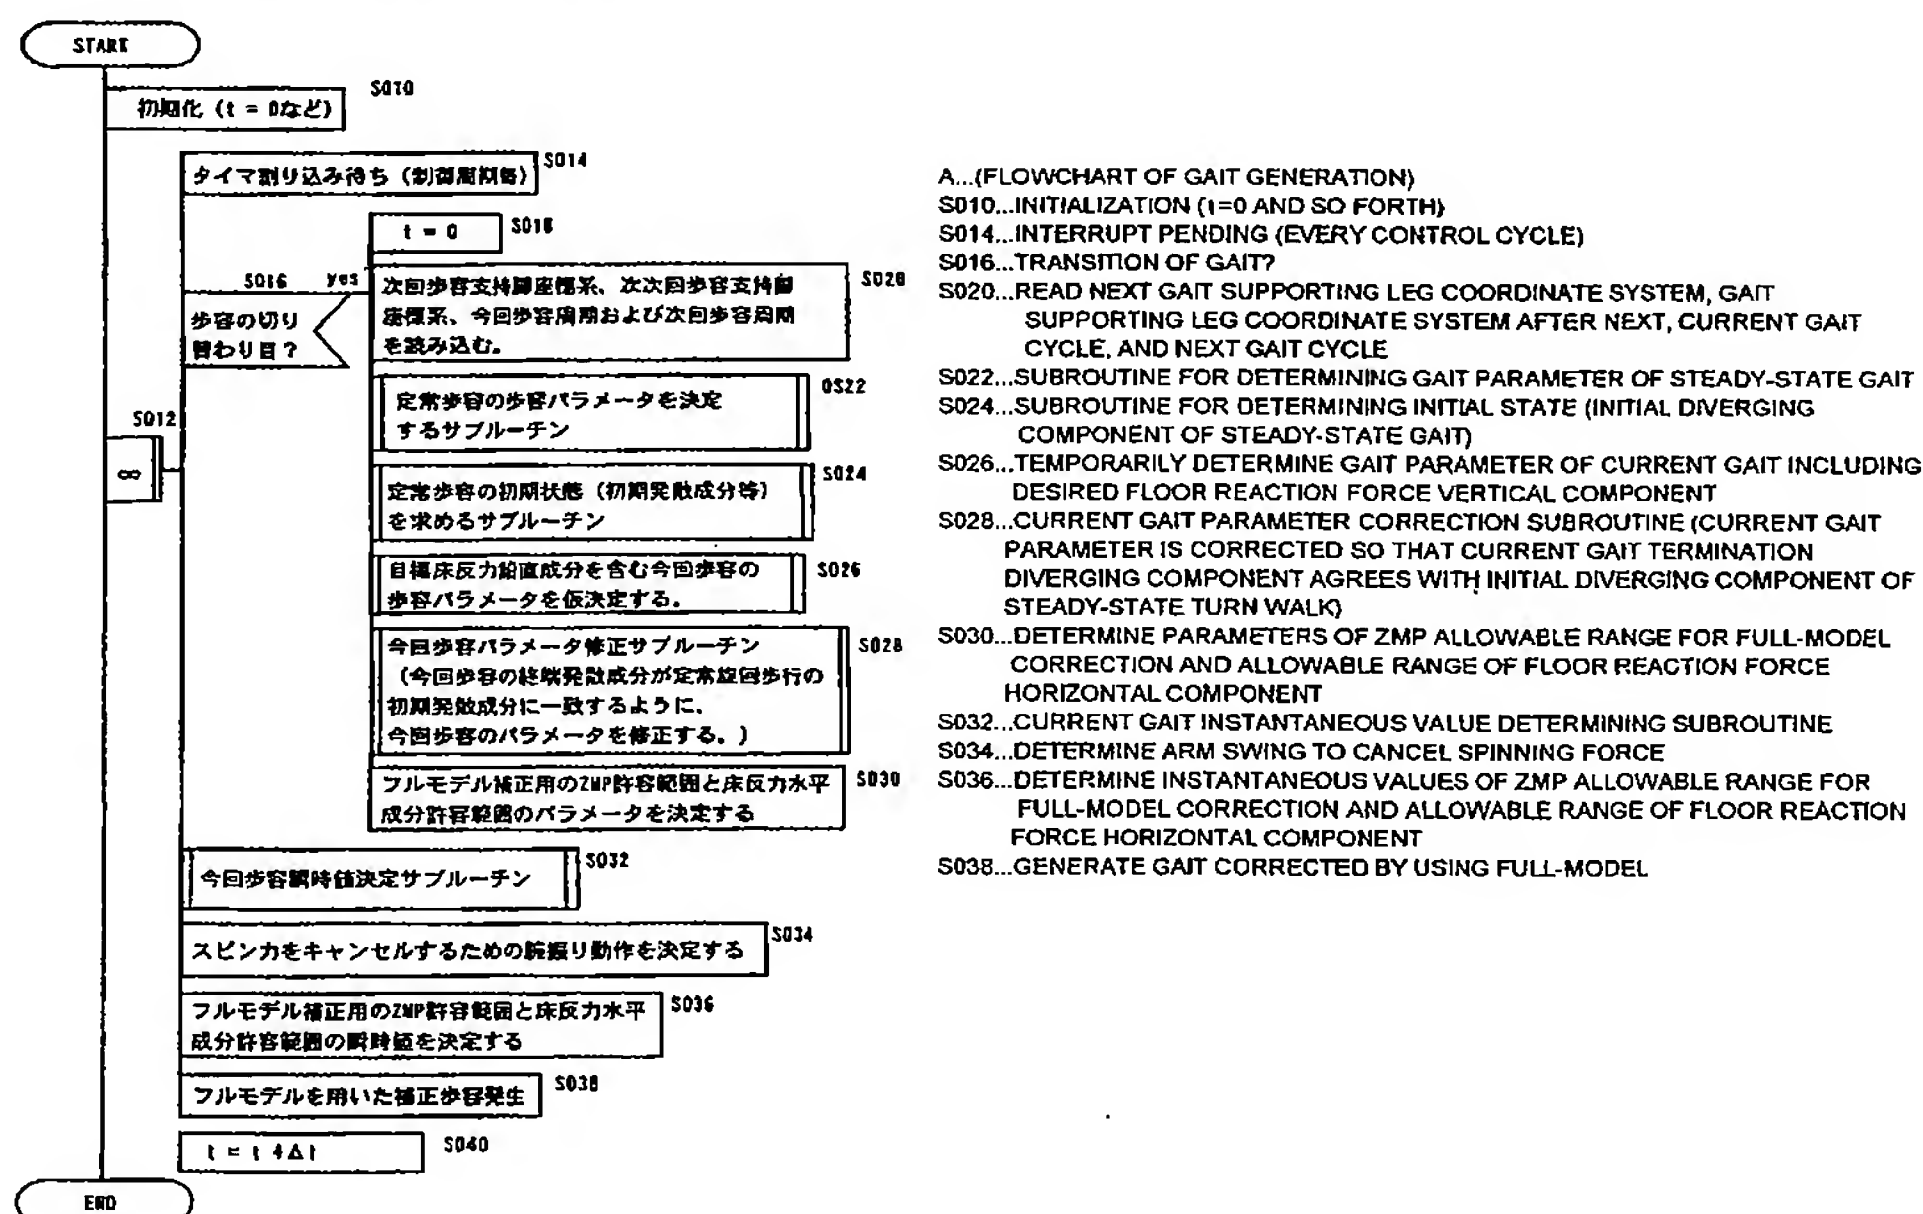 START
S010
初期化 (t = 0など)
S014
タイマ割り込み待ち (制御周期毎)
t = 0
S018
S016 yes
歩容の切り
替わり目？
S020
次回歩容支持脚座標系、次次回歩容支持脚
座標系、今回歩容周期および次回歩容周期
を読み込む。
0S22
定常歩容の歩容パラメータを決定
するサブルーチン
S012
∞
S024
定常歩容の初期状態 (初期発散成分等)
を求めるサブルーチン
S026
目標床反力鉛直成分を含む今回歩容の
歩容パラメータを仮決定する。
S028
今回歩容パラメータ修正サブルーチン
(今回歩容の終端発散成分が定常旋回歩行の
初期発散成分に一致するように、
今回歩容のパラメータを修正する。)
S030
フルモデル補正用のZMP許容範囲と床反力水平
成分許容範囲のパラメータを決定する
S032
今回歩容瞬時値決定サブルーチン
S034
スピン力をキャンセルするための腕振り動作を決定する
S036
フルモデル補正用のZMP許容範囲と床反力水平
成分許容範囲の瞬時値を決定する
S038
フルモデルを用いた補正歩容発生
t = t +Δt
S040
END
A...(FLOWCHART OF GAIT GENERATION)
S010...INITIALIZATION (t=0 AND SO FORTH)
S014...INTERRUPT PENDING (EVERY CONTROL CYCLE)
S016...TRANSITION OF GAIT?
S020...READ NEXT GAIT SUPPORTING LEG COORDINATE SYSTEM, GAIT
SUPPORTING LEG COORDINATE SYSTEM AFTER NEXT, CURRENT GAIT
CYCLE, AND NEXT GAIT CYCLE
S022...SUBROUTINE FOR DETERMINING GAIT PARAMETER OF STEADY-STATE GAIT
S024...SUBROUTINE FOR DETERMINING INITIAL STATE (INITIAL DIVERGING
COMPONENT OF STEADY-STATE GAIT)
S026...TEMPORARILY DETERMINE GAIT PARAMETER OF CURRENT GAIT INCLUDING
DESIRED FLOOR REACTION FORCE VERTICAL COMPONENT
S028...CURRENT GAIT PARAMETER CORRECTION SUBROUTINE (CURRENT GAIT
PARAMETER IS CORRECTED SO THAT CURRENT GAIT TERMINATION
DIVERGING COMPONENT AGREES WITH INITIAL DIVERGING COMPONENT OF
STEADY-STATE TURN WALK)
S030...DETERMINE PARAMETERS OF ZMP ALLOWABLE RANGE FOR FULL-MODEL
CORRECTION AND ALLOWABLE RANGE OF FLOOR REACTION FORCE
HORIZONTAL COMPONENT
S032...CURRENT GAIT INSTANTANEOUS VALUE DETERMINING SUBROUTINE
S034...DETERMINE ARM SWING TO CANCEL SPINNING FORCE
S036...DETERMINE INSTANTANEOUS VALUES OF ZMP ALLOWABLE RANGE FOR
FULL-MODEL CORRECTION AND ALLOWABLE RANGE OF FLOOR REACTION
FORCE HORIZONTAL COMPONENT
S038...GENERATE GAIT CORRECTED BY USING FULL-MODEL